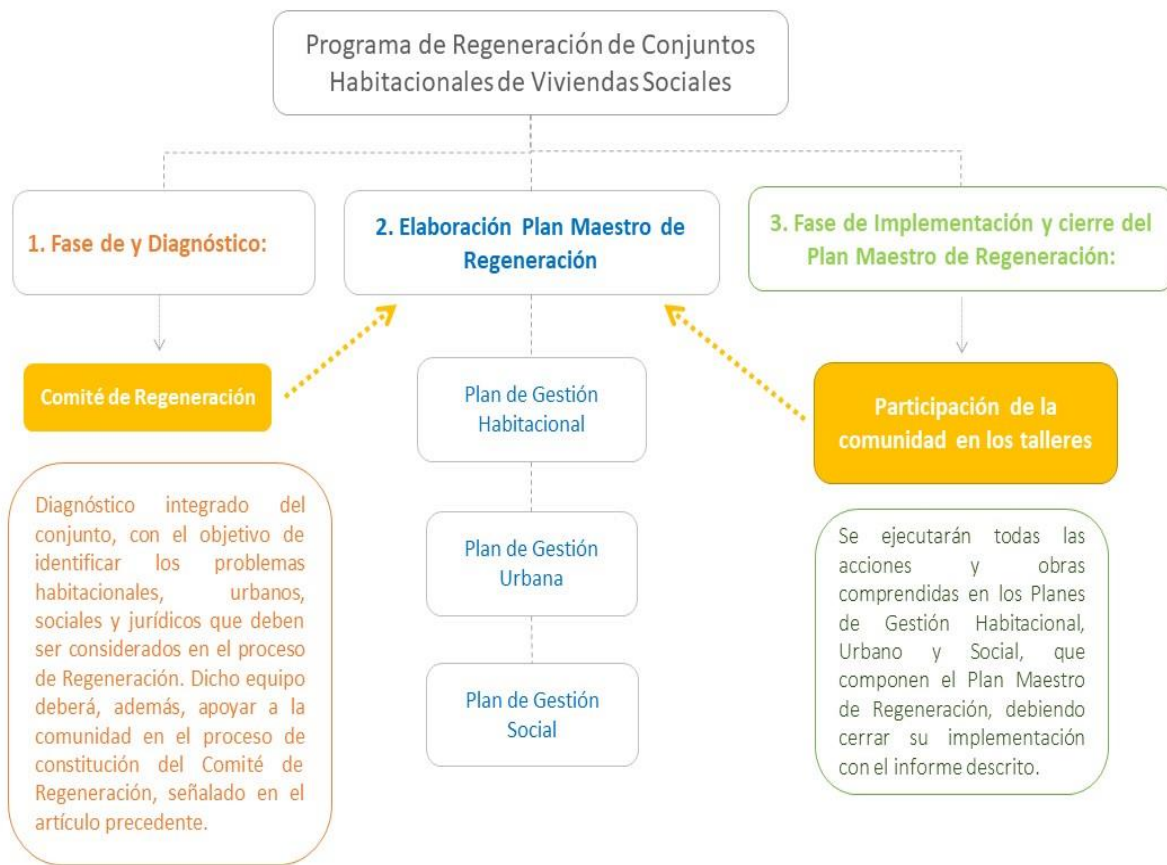 Programa de Regeneración de Conjuntos
Habitacionales de Viviendas Sociales
1. Fase de y Diagnóstico:
2. Elaboración Plan Maestro de
Regeneración
3. Fase de Implementación y cierre del
Plan Maestro de Regeneración:
Comité de Regeneración
Diagnóstico integrado del
conjunto, con el objetivo de
identificar los problemas
habitacionales, urbanos,
sociales y jurídicos que deben
ser considerados en el proceso
de Regeneración. Dicho equipo
deberá, además, apoyar a la
comunidad en el proceso de
constitución del Comité de
Regeneración, señalado en el
artículo precedente.
Plan de Gestión
Habitacional
Plan de Gestión
Urbana
Plan de Gestión
Social
Participación de la
comunidad en los talleres
Se ejecutarán todas las
acciones y obras
comprendidas en los Planes
de Gestión Habitacional,
Urbano y Social, que
componen el Plan Maestro
de Regeneración, debiendo
cerrar su implementación
con el informe descrito.